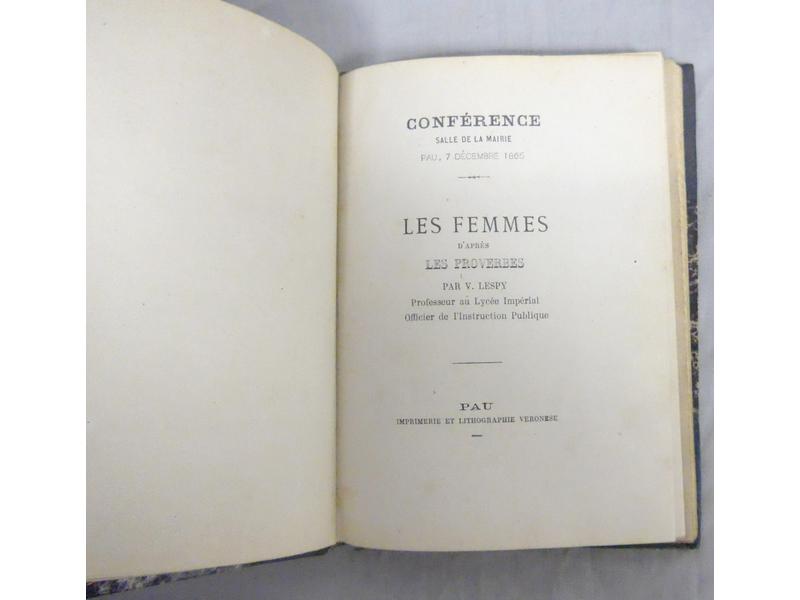 CONFÉRENCE
SALLE DE LA MAIRIE
PAU, 7 DÉCEMBRE 1865
LES FEMMES
D'APRÈS
LES PROVERBES
PAR V. LESPY
Professeur au Lycée Impérial
Officier de l'Instruction Publique
PAU
IMPRIMERIE ET LITHOGRAPHIE VERONESE